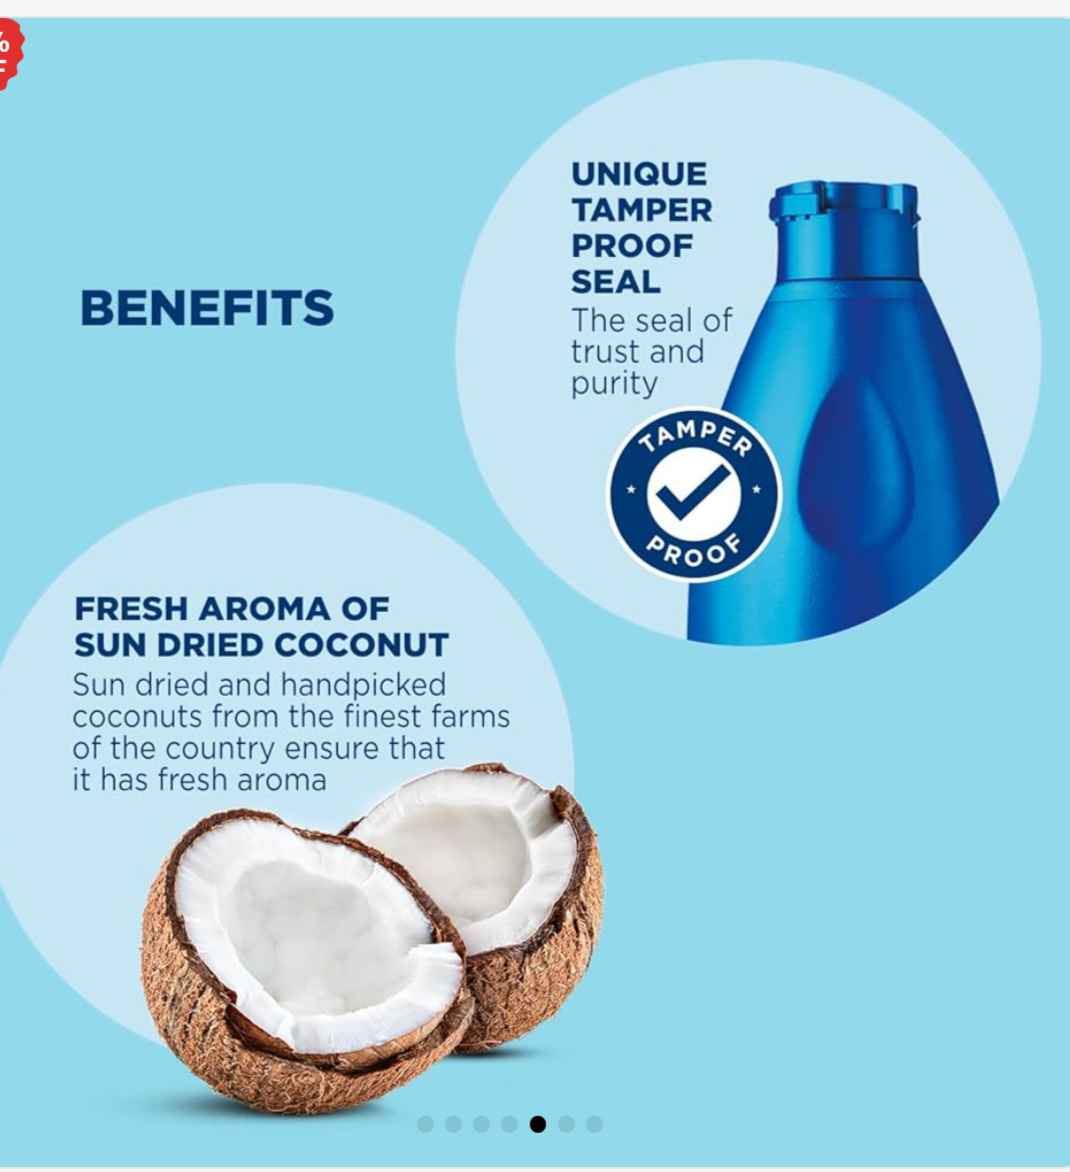 BENEFITS
UNIQUE
TAMPER
PROOF
SEAL
The seal of
trust and
purity
TAMPER
PROOF
FRESH AROMA OF
SUN DRIED COCONUT
Sun dried and handpicked
coconuts from the finest farms
of the country ensure that
it has fresh aroma